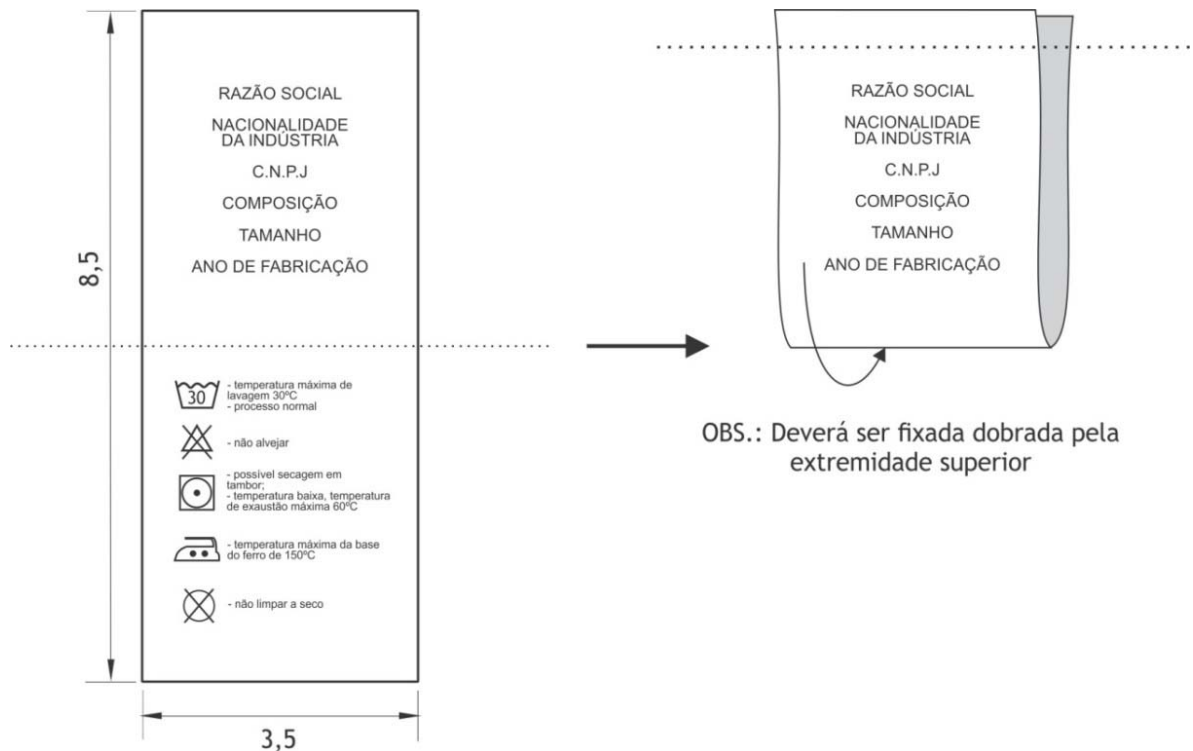 RAZÃO SOCIAL
NACIONALIDADE
DA INDÚSTRIA
C.N.P.J
COMPOSIÇÃO
TAMANHO
ANO DE FABRICAÇÃO
8,5
30
- temperatura máxima de
lavagem 30ºC
- processo normal
- não alvejar
- possível secagem em
tambor;
- temperatura baixa, temperatura
de exaustão máxima 60ºC
- temperatura máxima da base
do ferro de 150ºC
- não limpar a seco
3,5
RAZÃO SOCIAL
NACIONALIDADE
DA INDÚSTRIA
C.N.P.J
COMPOSIÇÃO
TAMANHO
ANO DE FABRICAÇÃO
OBS.: Deverá ser fixada dobrada pela
extremidade superior